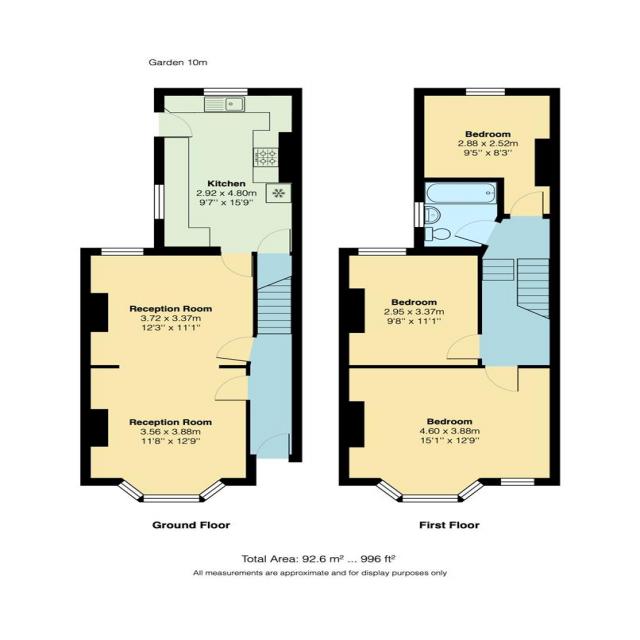 Garden 10m
Kitchen
2.92 x 4.80m
9'7" x 15'9"
Reception Room
3.72 x 3.37m
12'3" x 11'1"
Reception Room
3.56 x 3.88m
11'8" x 12'9"
Ground Floor
Bedroom
2.88 x 2.52m
9'5" x 8'3"
Bedroom
2.95 x 3.37m
9'8" x 11'1"
Bedroom
4.60 x 3.88m
15'1" x 12'9"
First Floor
Total Area: 92.6 m² ... 996 ft²
All measurements are approximate and for display purposes only